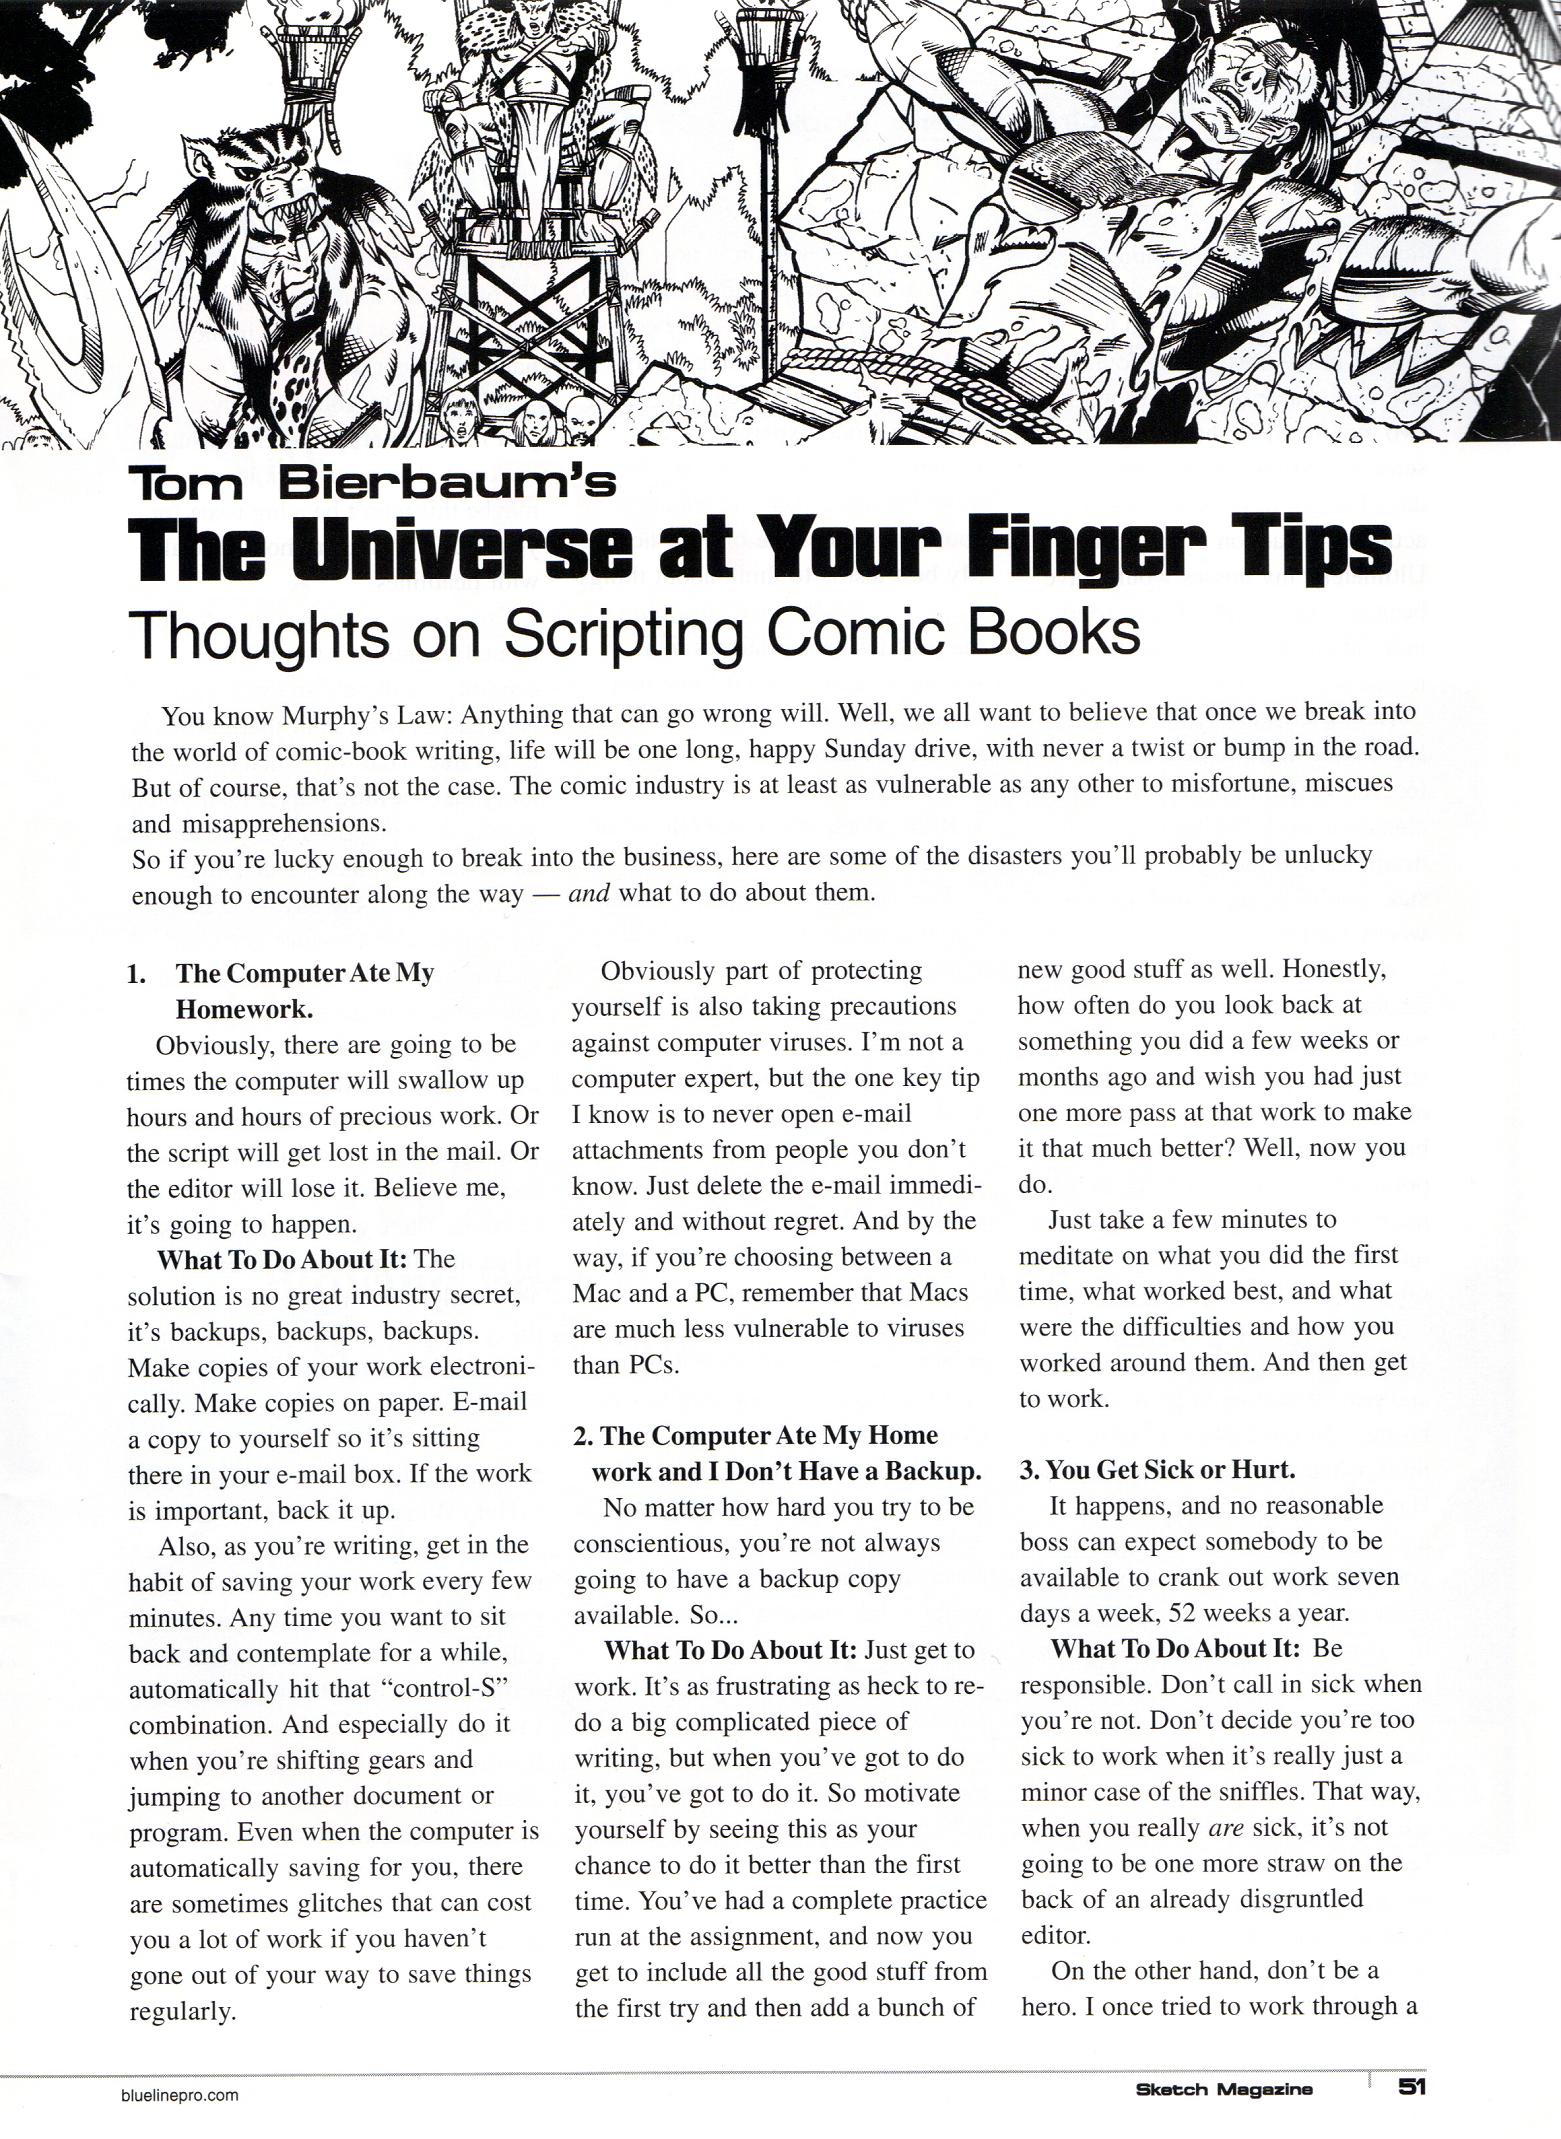 Tom Bierbaum's
The Universe at Your Finger Tips
Thoughts on Scripting Comic Books
You know Murphy's Law: Anything that can go wrong will. Well, we all want to believe that once we break into
the world of comic-book writing, life will be one long, happy Sunday drive, with never a twist or bump in the road.
But of course, that's not the case. The comic industry is at least as vulnerable as any other to misfortune, miscues
and misapprehensions.
So if you're lucky enough to break into the business, here are some of the disasters you'll probably be unlucky
enough to encounter along the way — and what to do about them.
1. The Computer Ate My
Homework.
Obviously, there are going to be
times the computer will swallow up
hours and hours of precious work. Or
the script will get lost in the mail. Or
the editor will lose it. Believe me,
it's going to happen.
What To Do About It: The
solution is no great industry secret,
it's backups, backups, backups.
Make copies of your work electroni-
cally. Make copies on paper. E-mail
a copy to yourself so it's sitting
there in your e-mail box. If the work
is important, back it up.
Also, as you're writing, get in the
habit of saving your work every few
minutes. Any time you want to sit
back and contemplate for a while,
automatically hit that “control-S”
combination. And especially do it
when you're shifting gears and
jumping to another document or
program. Even when the computer is
automatically saving for you, there
are sometimes glitches that can cost
you a lot of work if you haven't
gone out of your way to save things
regularly.
Obviously part of protecting
yourself is also taking precautions
against computer viruses. I'm not a
computer expert, but the one key tip
I know is to never open e-mail
attachments from people you don't
know. Just delete the e-mail immedi-
ately and without regret. And by the
way, if you're choosing between a
Mac and a PC, remember that Macs
are much less vulnerable to viruses
than PCs.
2. The Computer Ate My Home
work and I Don't Have a Backup.
No matter how hard you try to be
conscientious, you're not always
going to have a backup copy
available. So...
What To Do About It: Just get to
work. It's as frustrating as heck to re-
do a big complicated piece of
writing, but when you've got to do
it, you've got to do it. So motivate
yourself by seeing this as your
chance to do it better than the first
time. You've had a complete practice
run at the assignment, and now you
get to include all the good stuff from
the first try and then add a bunch of
new good stuff as well. Honestly,
how often do you look back at
something you did a few weeks or
months ago and wish you had just
one more pass at that work to make
it that much better? Well, now you
do.
Just take a few minutes to
meditate on what you did the first
time, what worked best, and what
were the difficulties and how you
worked around them. And then get
to work.
3. You Get Sick or Hurt.
It happens, and no reasonable
boss can expect somebody to be
available to crank out work seven
days a week, 52 weeks a year.
What To Do About It: Be
responsible. Don't call in sick when
you're not. Don't decide you're too
sick to work when it's really just a
minor case of the sniffles. That way,
when you really are sick, it's not
going to be one more straw on the
back of an already disgruntled
editor.
On the other hand, don't be a
hero. I once tried to work through a
bluelinepro.com
Sketch Magazine 51